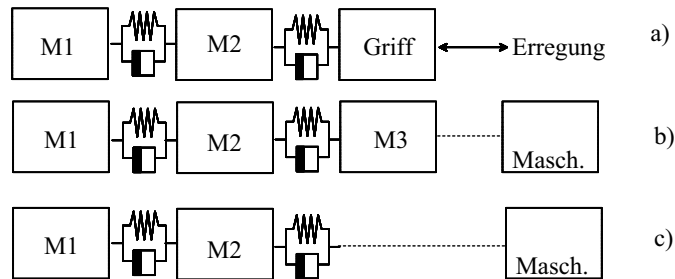 M1 M2 Griff Erregung a)
M1 M2 M3 Masch. b)
M1 M2 Masch. c)